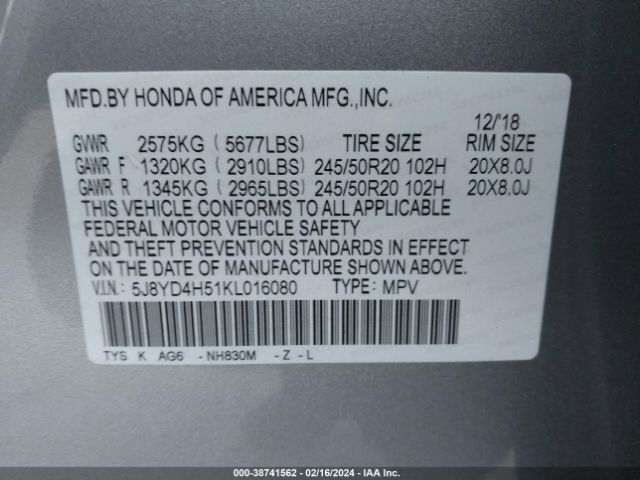 MFD.BY HONDA OF AMERICA MFG.,INC.
12/'18
GVWR 2575KG ( 5677LBS) TIRE SIZE RIM SIZE
GAWR F 1320KG ( 2910LBS) 245/50R20 102H 20X8.0J
GAWR R 1345KG ( 2965LBS) 245/50R20 102H 20X8.0J
THIS VEHICLE CONFORMS TO ALL APPLICABLE
FEDERAL MOTOR VEHICLE SAFETY
AND THEFT PREVENTION STANDARDS IN EFFECT
ON THE DATE OF MANUFACTURE SHOWN ABOVE.
V.I.N.: 5J8YD4H51KL016080 TYPE: MPV
TYS K AG6 -NH830M -Z-L
000-38741562 - 02/16/2024 - IAA Inc.